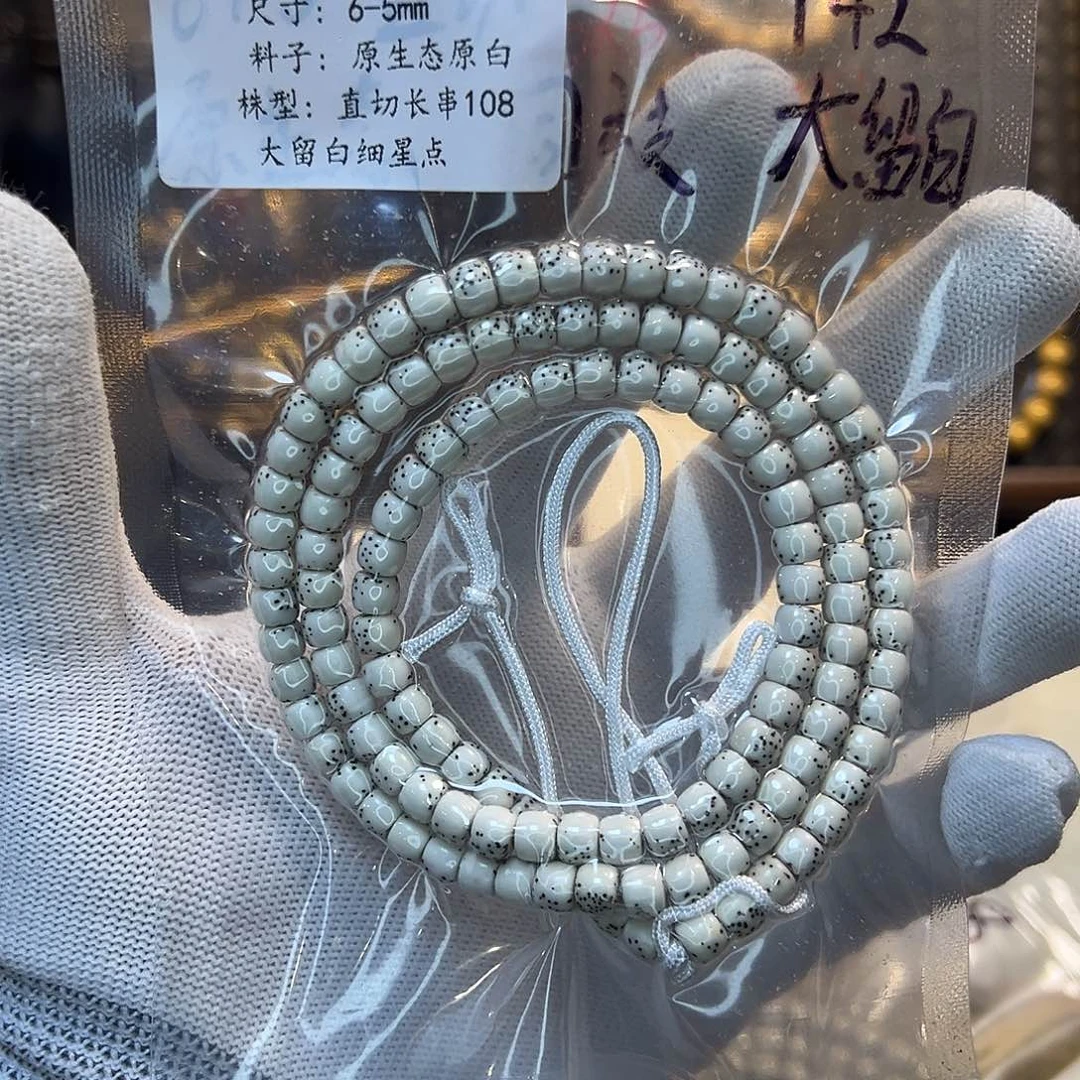 尺寸: 6-5mm
料子: 原生态原白
株型: 直切长串108
大留白细星点
大留白